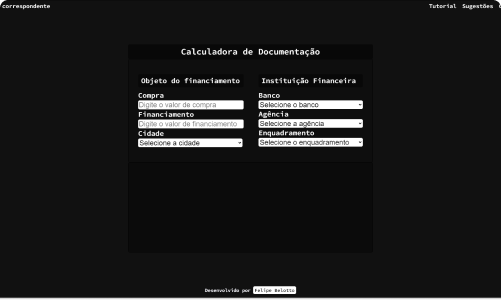 correspondente
Tutorial Sugestões
Calculadora de Documentação
Objeto do financiamento
Compra
Digite o valor de compra
Financiamento
Digite o valor de financiamento
Cidade
Selecione a cidade
Instituição Financeira
Banco
Selecione o banco
Agência
Selecione a agência
Enquadramento
Selecione o enquadramento
Desenvolvido por Felipe Belotto